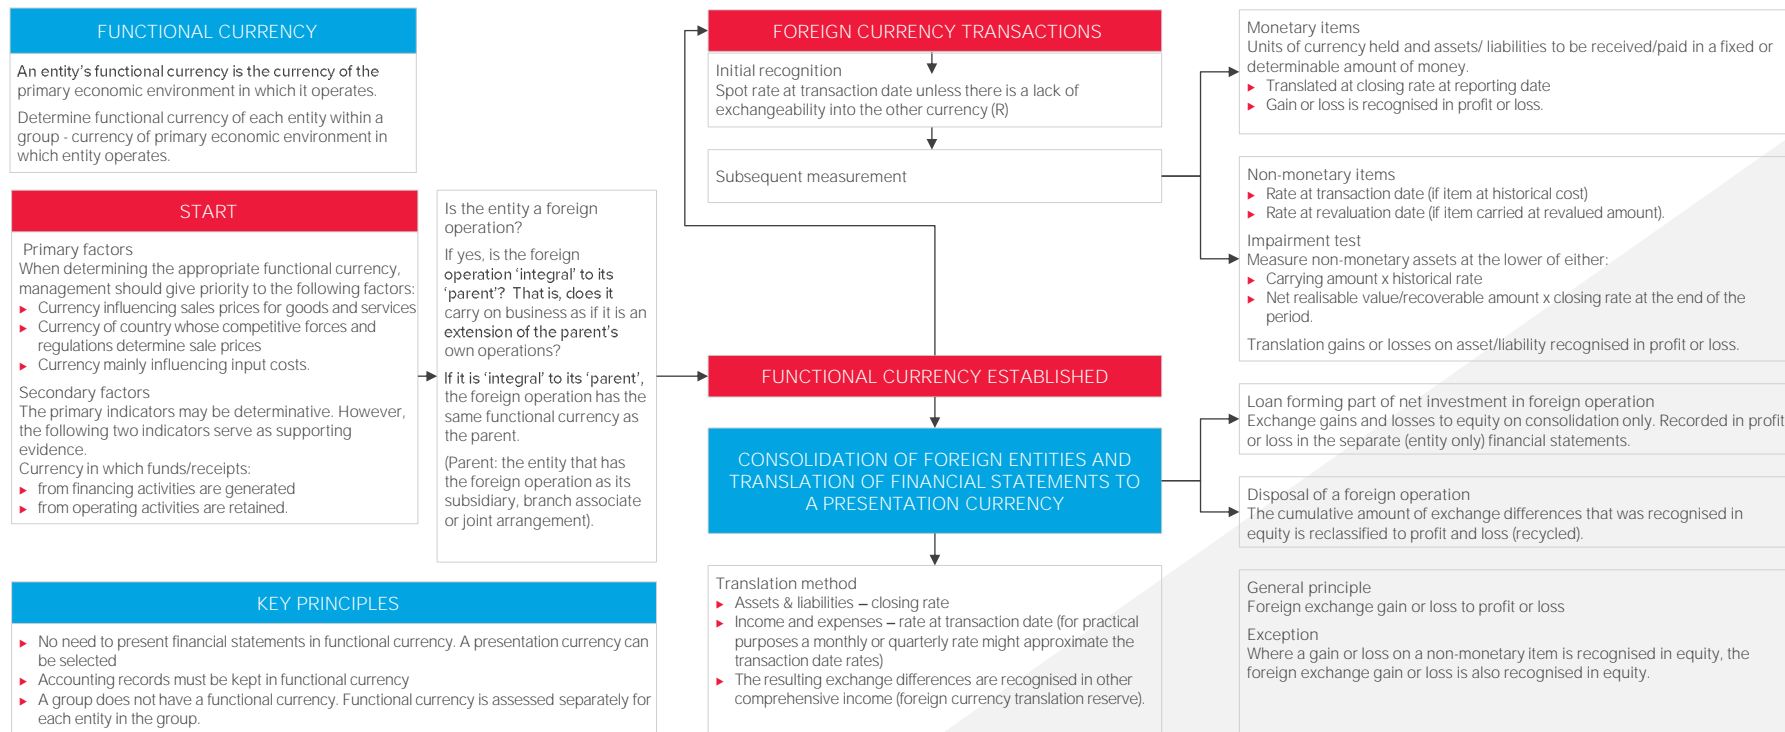 FUNCTIONAL CURRENCY
An entity's functional currency is the currency of the
primary economic environment in which it operates.
Determine functional currency of each entity within a
group - currency of primary economic environment in
which entity operates.
START
Primary factors
When determining the appropriate functional currency,
management should give priority to the following factors:
► Currency influencing sales prices for goods and services
► Currency of country whose competitive forces and
regulations determine sale prices
► Currency mainly influencing input costs.
Secondary factors
The primary indicators may be determinative. However,
the following two indicators serve as supporting
evidence.
Currency in which funds/receipts:
► from financing activities are generated
► from operating activities are retained.
Is the entity a foreign
operation?
If yes, is the foreign
operation 'integral' to its
'parent'? That is, does it
carry on business as if it is an
extension of the parent's
own operations?
If it is 'integral' to its 'parent',
the foreign operation has the
same functional currency as
the parent.
(Parent: the entity that has
the foreign operation as its
subsidiary, branch associate
or joint arrangement).
KEY PRINCIPLES
► No need to present financial statements in functional currency. A presentation currency can
be selected
► Accounting records must be kept in functional currency
► A group does not have a functional currency. Functional currency is assessed separately for
each entity in the group.
FOREIGN CURRENCY TRANSACTIONS
Initial recognition
Spot rate at transaction date unless there is a lack of
exchangeability into the other currency (R)
Subsequent measurement
FUNCTIONAL CURRENCY ESTABLISHED
CONSOLIDATION OF FOREIGN ENTITIES AND
TRANSLATION OF FINANCIAL STATEMENTS TO
A PRESENTATION CURRENCY
Translation method
► Assets & liabilities – closing rate
► Income and expenses – rate at transaction date (for practical
purposes a monthly or quarterly rate might approximate the
transaction date rates)
► The resulting exchange differences are recognised in other
comprehensive income (foreign currency translation reserve).
Monetary items
Units of currency held and assets/ liabilities to be received/paid in a fixed or
determinable amount of money.
► Translated at closing rate at reporting date
► Gain or loss is recognised in profit or loss.
Non-monetary items
► Rate at transaction date (if item at historical cost)
► Rate at revaluation date (if item carried at revalued amount).
Impairment test
Measure non-monetary assets at the lower of either:
► Carrying amount x historical rate
► Net realisable value/recoverable amount x closing rate at the end of the
period.
Translation gains or losses on asset/liability recognised in profit or loss.
Loan forming part of net investment in foreign operation
Exchange gains and losses to equity on consolidation only. Recorded in profit
or loss in the separate (entity only) financial statements.
Disposal of a foreign operation
The cumulative amount of exchange differences that was recognised in
equity is reclassified to profit and loss (recycled).
General principle
Foreign exchange gain or loss to profit or loss
Exception
Where a gain or loss on a non-monetary item is recognised in equity, the
foreign exchange gain or loss is also recognised in equity.